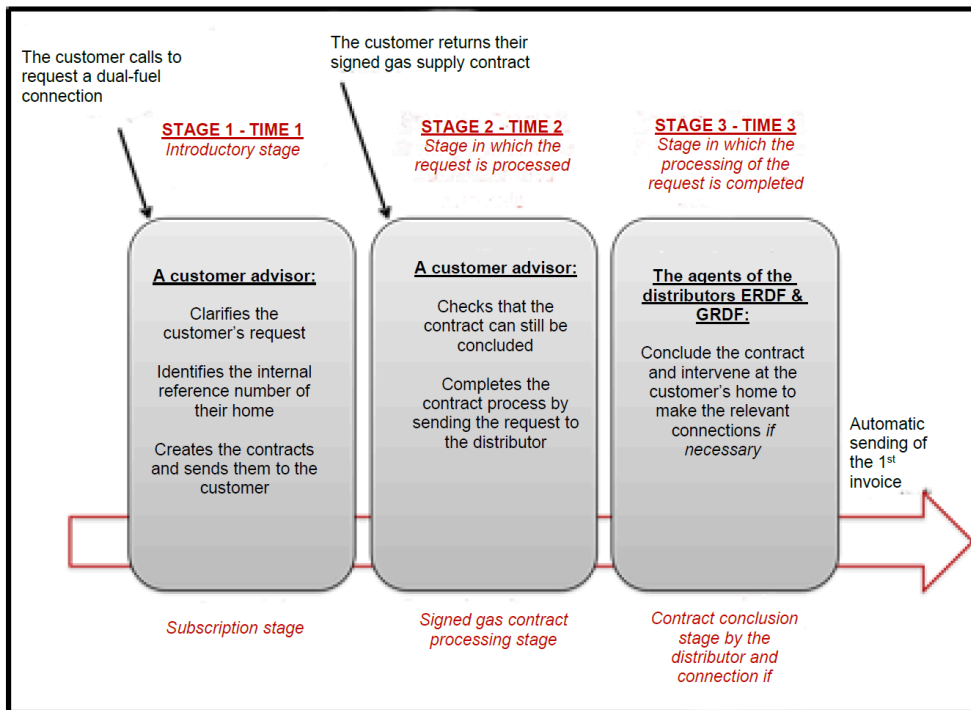 The customer calls to
request a dual-fuel
connection
The customer returns their
signed gas supply contract
STAGE 1 - TIME 1
Introductory stage
STAGE 2 - TIME 2
Stage in which the
request is processed
STAGE 3 - TIME 3
Stage in which the
processing of the
request is completed
A customer advisor:
Clarifies the
customer's request
Identifies the internal
reference number of
their home
Creates the contracts
and sends them to the
customer
A customer advisor:
Checks that the
contract can still be
concluded
Completes the
contract process by
sending the request to
the distributor
The agents of the
distributors ERDF &
GRDF:
Conclude the contract
and intervene at the
customer's home to
make the relevant
connections if
necessary
Automatic
sending of
the 1st
invoice
Subscription stage
Signed gas contract
processing stage
Contract conclusion
stage by the
distributor and
connection if